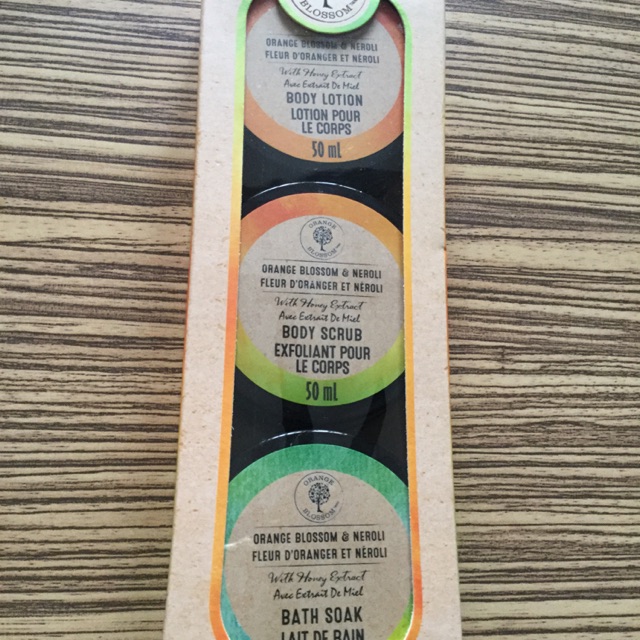 BLOSSOM
ORANGE BLOSSOM & NEROLI
FLEUR D'ORANGER ET NÉROLI
With Honey Extract
Avec Extrait De Miel
BODY LOTION
LOTION POUR
LE CORPS
50 mL
ORANGE
BLOSSOM
ORANGE BLOSSOM & NEROLI
FLEUR D'ORANGER ET NÉROLI
With Honey Extract
Avec Extrait De Miel
BODY SCRUB
EXFOLIANT POUR
LE CORPS
50 mL
ORANGE
BLOSSOM
ORANGE BLOSSOM & NEROLI
FLEUR D'ORANGER ET NÉROLI
With Honey Extract
Avec Extrait De Miel
BATH SOAK
LAIT DE BAIN